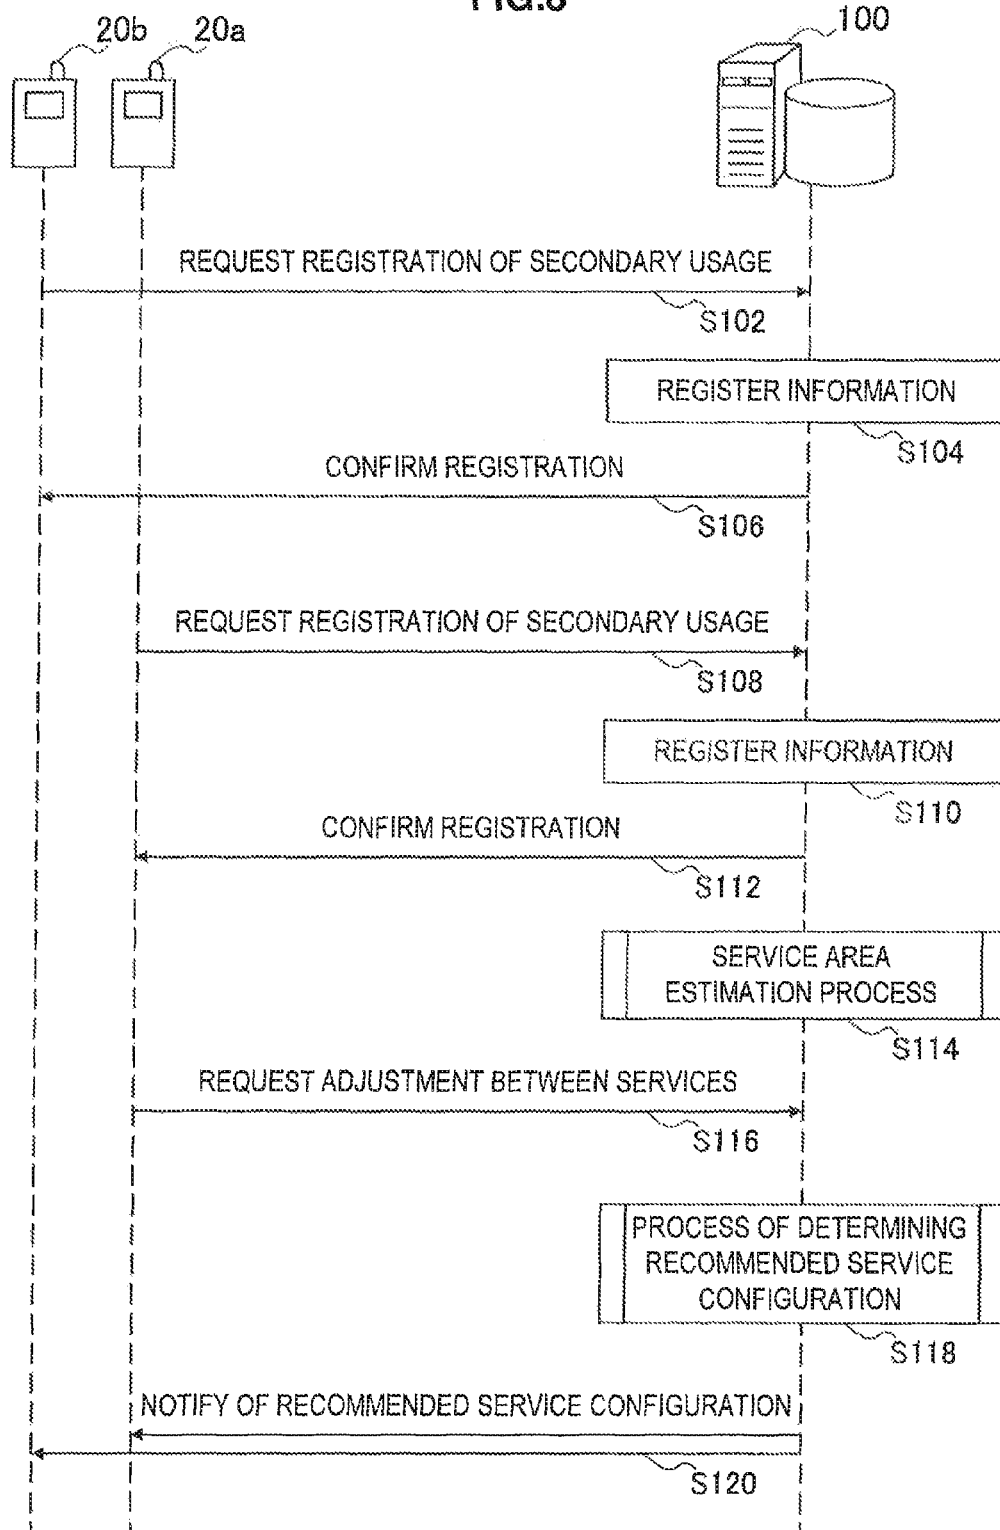 FIG.8
20b
20a
100
REQUEST REGISTRATION OF SECONDARY USAGE
S102
REGISTER INFORMATION
S104
CONFIRM REGISTRATION
S106
REQUEST REGISTRATION OF SECONDARY USAGE
S108
REGISTER INFORMATION
S110
CONFIRM REGISTRATION
S112
SERVICE AREA
ESTIMATION PROCESS
S114
REQUEST ADJUSTMENT BETWEEN SERVICES
S116
PROCESS OF DETERMINING
RECOMMENDED SERVICE
CONFIGURATION
S118
NOTIFY OF RECOMMENDED SERVICE CONFIGURATION
S120